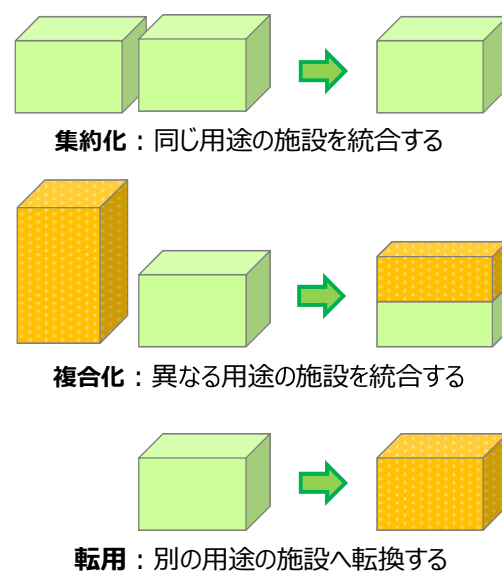 集約化：同じ用途の施設を統合する
複合化：異なる用途の施設を統合する
転用：別の用途の施設へ転換する